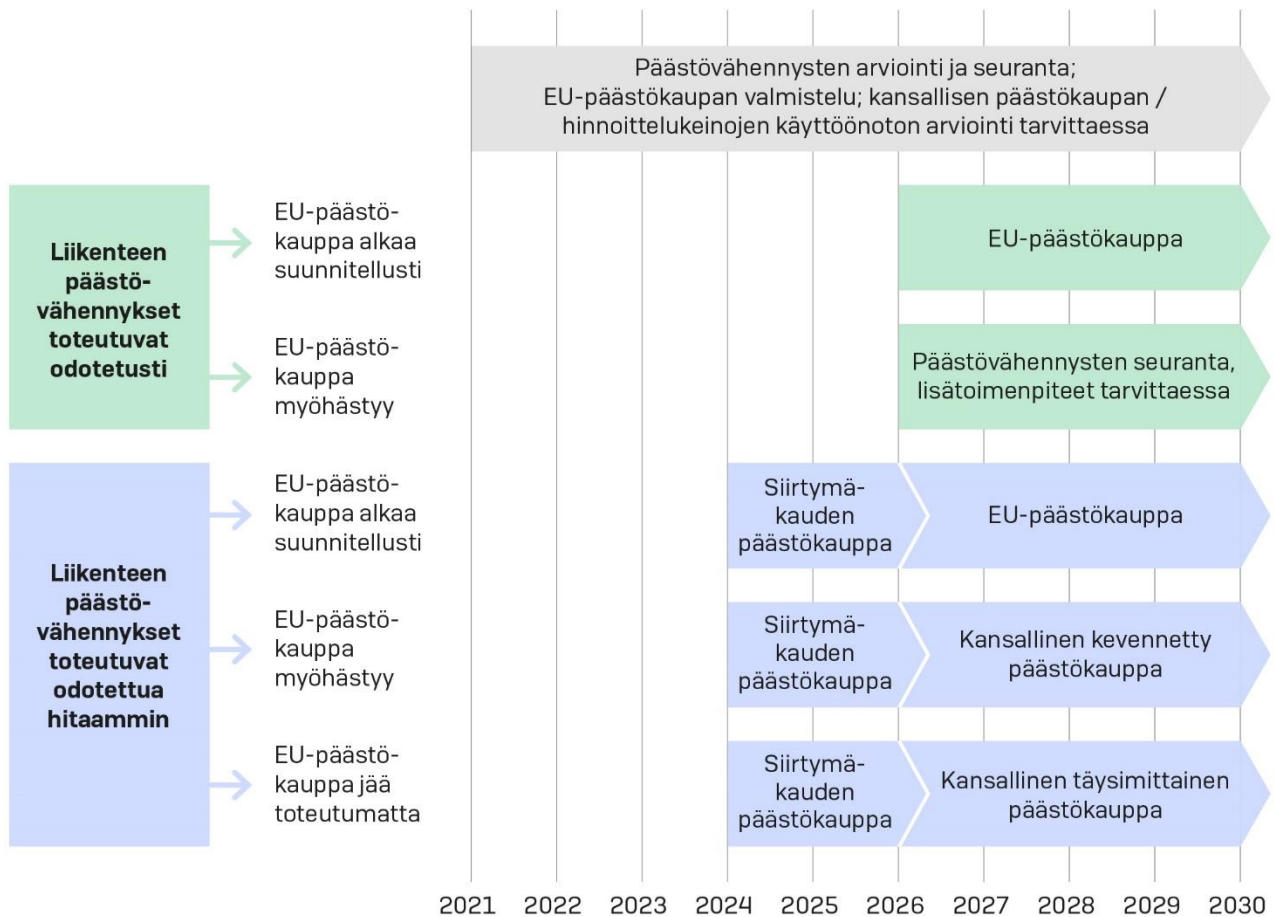 Päästövähennysten arviointi ja seuranta;
EU-päästökaupan valmistelu; kansallisen päästökaupan /
hinnoittelukeinojen käyttöönoton arviointi tarvittaessa
Liikenteen
päästö-
vähennykset
toteutuvat
odotetusti
EU-päästö-
kauppa alkaa
suunnitellusti
EU-päästökauppa
EU-päästö-
kauppa
myöhästyy
Päästövähennysten seuranta,
lisätoimenpiteet tarvittaessa
Liikenteen
päästö-
vähennykset
toteutuvat
odotettua
hitaammin
EU-päästö-
kauppa alkaa
suunnitellusti
Siirtymä-
kauden
päästökauppa
EU-päästökauppa
EU-päästö-
kauppa
myöhästyy
Siirtymä-
kauden
päästökauppa
Kansallinen kevennetty
päästökauppa
EU-päästö-
kauppa jää
toteutumatta
Siirtymä-
kauden
päästökauppa
Kansallinen täysimittainen
päästökauppa
2021 2022 2023 2024 2025 2026 2027 2028 2029 2030